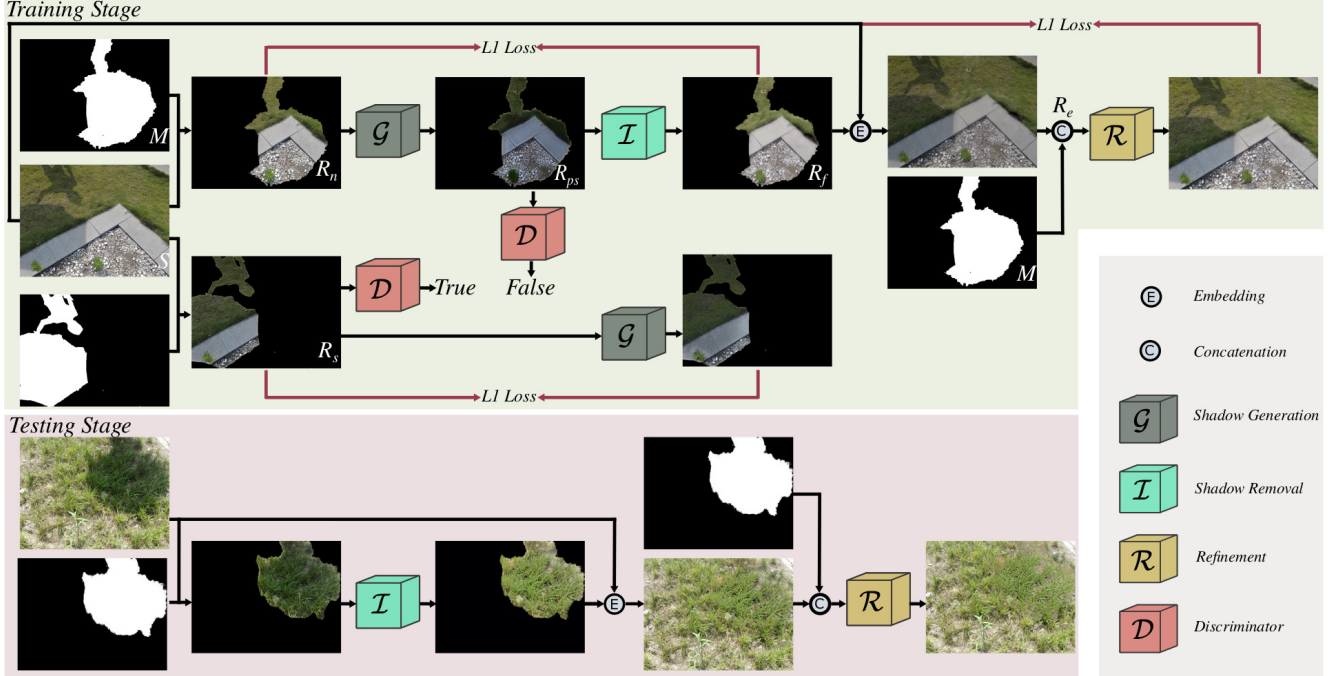 Training Stage
L1 Loss
L1 Loss
M
R_n
G
R_ps
I
R_f
E
R_e
C
R
S
D
True
D
False
M
R_s
G
L1 Loss
Testing Stage
I
E
C
R
E Embedding
C Concatenation
G Shadow Generation
I Shadow Removal
R Refinement
D Discriminator